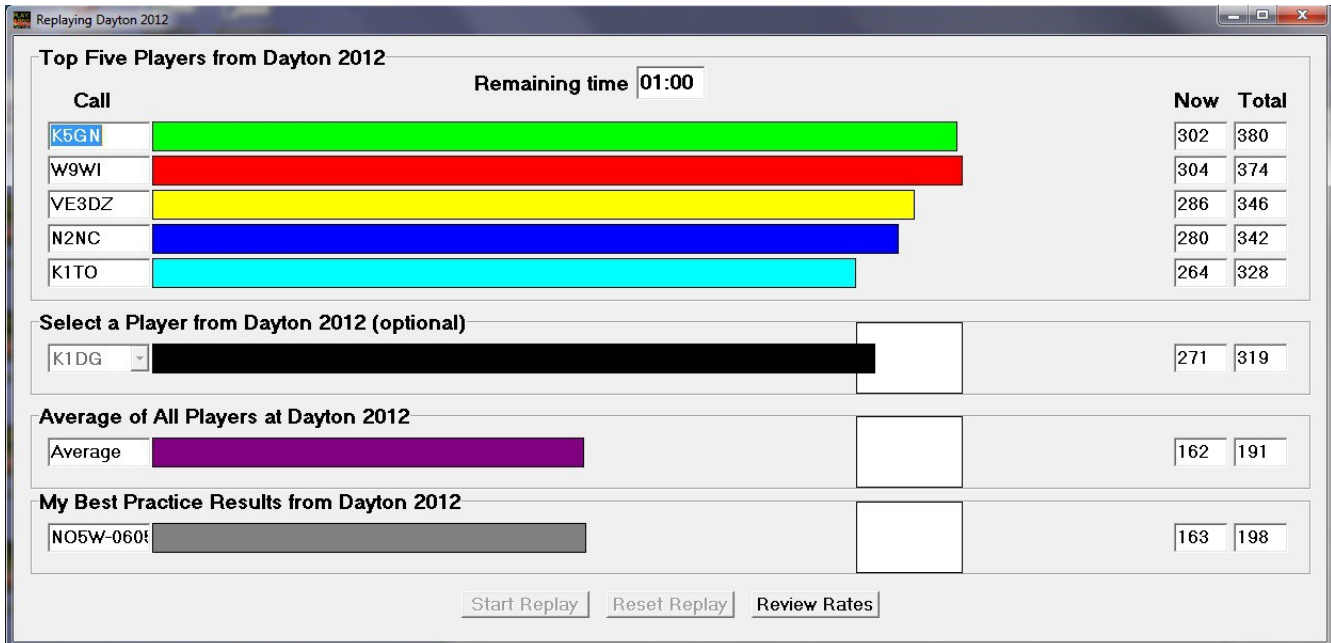 Replaying Dayton 2012
Top Five Players from Dayton 2012
Remaining time 01:00
Call Now Total
K5GN 302 380
W9WI 304 374
VE3DZ 286 346
N2NC 280 342
K1TO 264 328
Select a Player from Dayton 2012 (optional)
K1DG 271 319
Average of All Players at Dayton 2012
Average 162 191
My Best Practice Results from Dayton 2012
NO5W-0605 163 198
Start Replay Reset Replay Review Rates